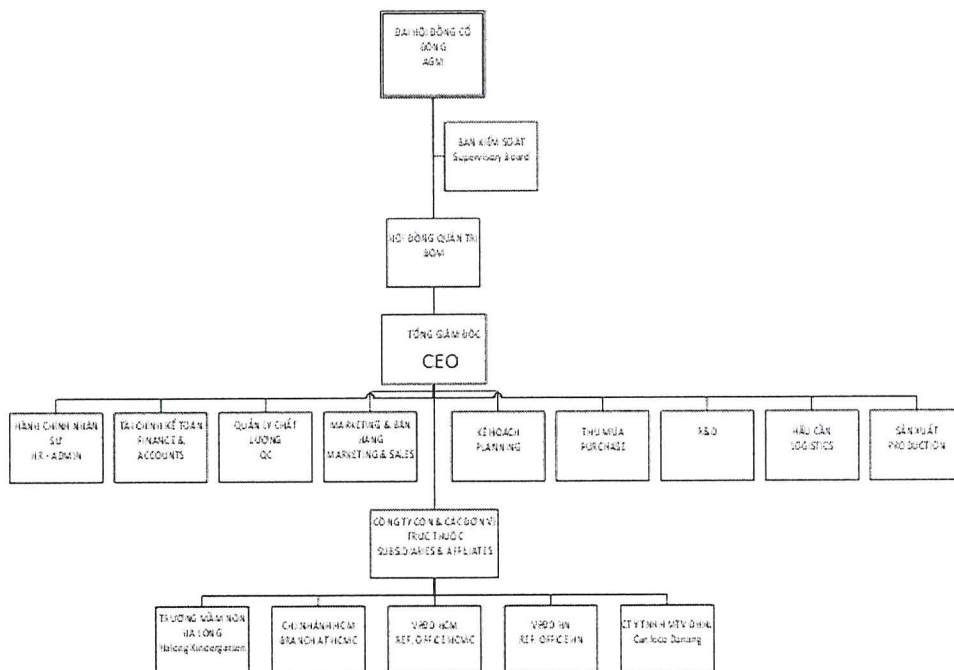 ĐẠI HỘI ĐỒNG CỔ
ĐÔNG
AGM
BAN KIỂM SOÁT
Supervisory Board
HỘI ĐỒNG QUẢN TRỊ
BOM
TỔNG GIÁM ĐỐC
CEO
HÀNH CHÍNH NHÂN
SỰ
HR - ADMIN
TÀI CHÍNH KẾ TOÁN
FINANCE &
ACCOUNTS
QUẢN LÝ CHẤT
LƯỢNG
QC
MARKETING & BÁN
HÀNG
MARKETING & SALES
KẾ HOẠCH
PLANNING
THU MUA
PURCHASE
R&D
HẬU CẦN
LOGISTICS
SẢN XUẤT
PRODUCTION
CÔNG TY CON & CÁC ĐƠN VỊ
TRỰC THUỘC
SUBSIDIARIES & AFFILIATES
TRƯỜNG MẦM NON
HẠ LONG
Halong Kindergarten
CHI NHÁNH HCM
BRANCH AT HCMC
VPĐD HCM
REP. OFFICE HCMC
VPĐD HN
REP. OFFICE HN
CTY TNHH MTV ĐHHL
Canfoco Danang